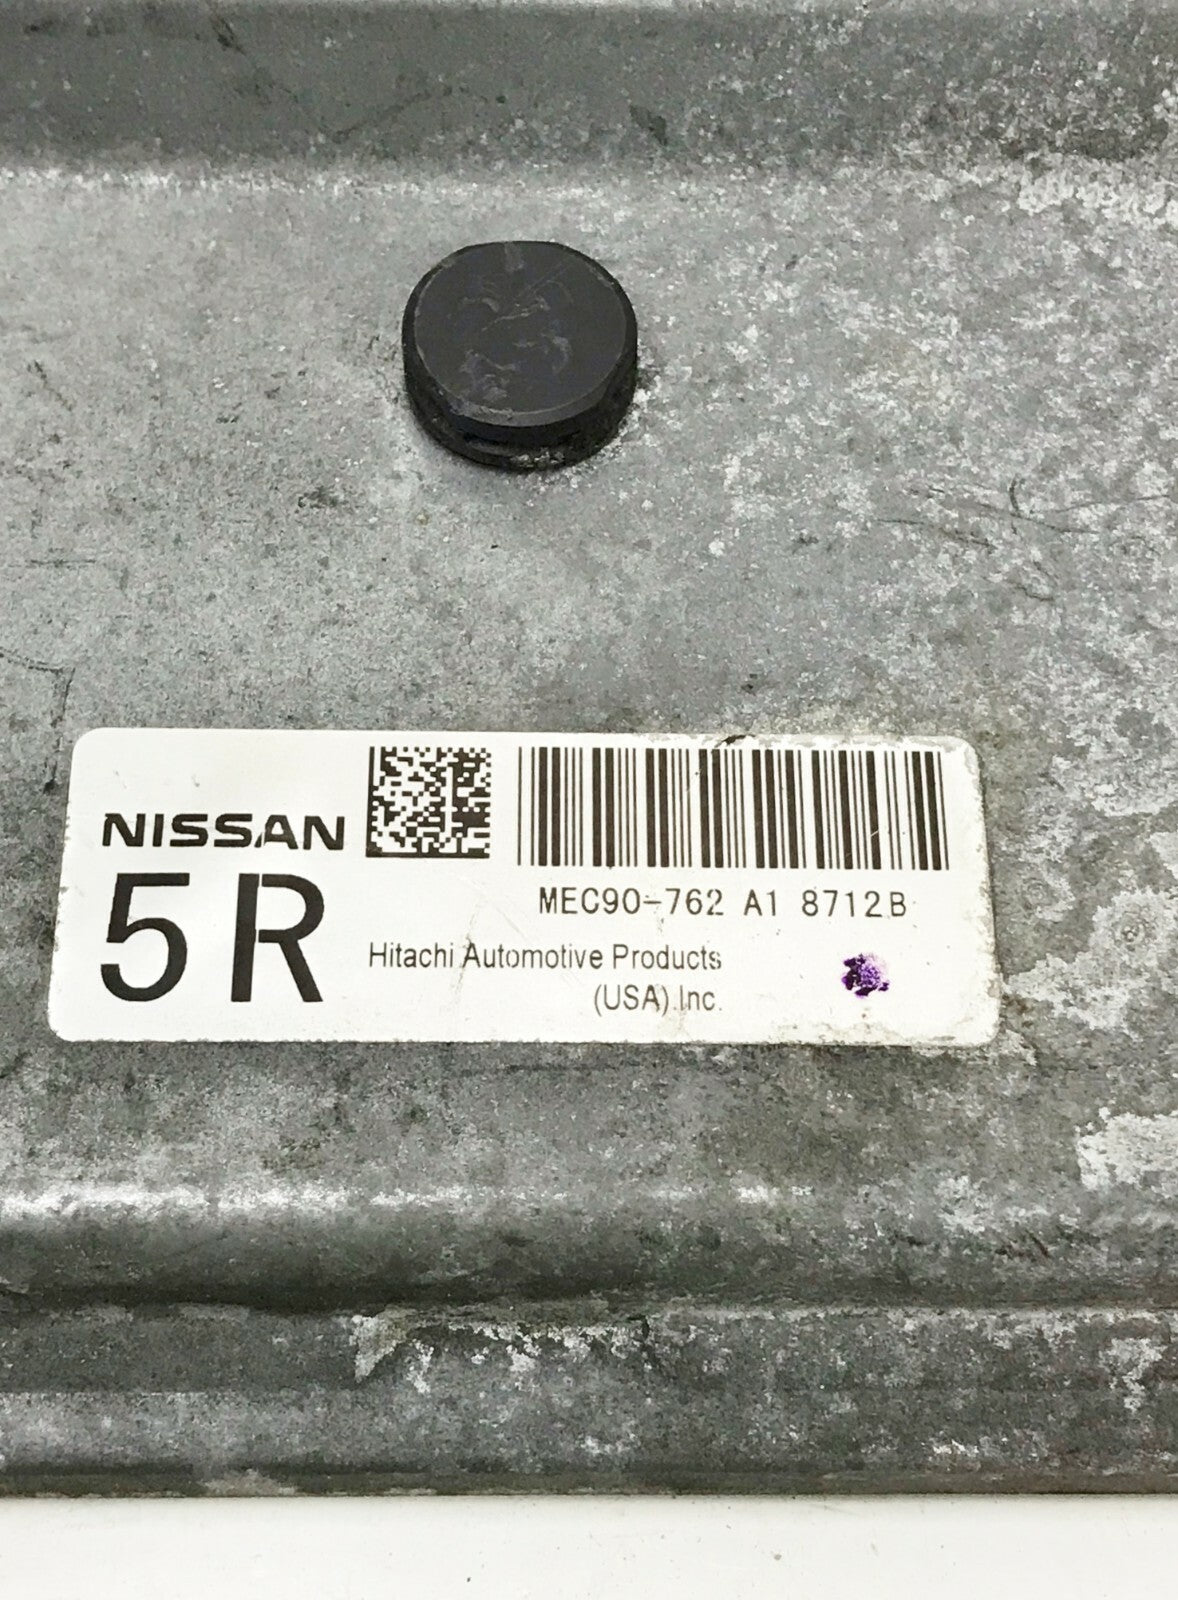 NISSAN
5R
MEC90-762 A1 8712B
Hitachi Automotive Products
(USA).Inc.